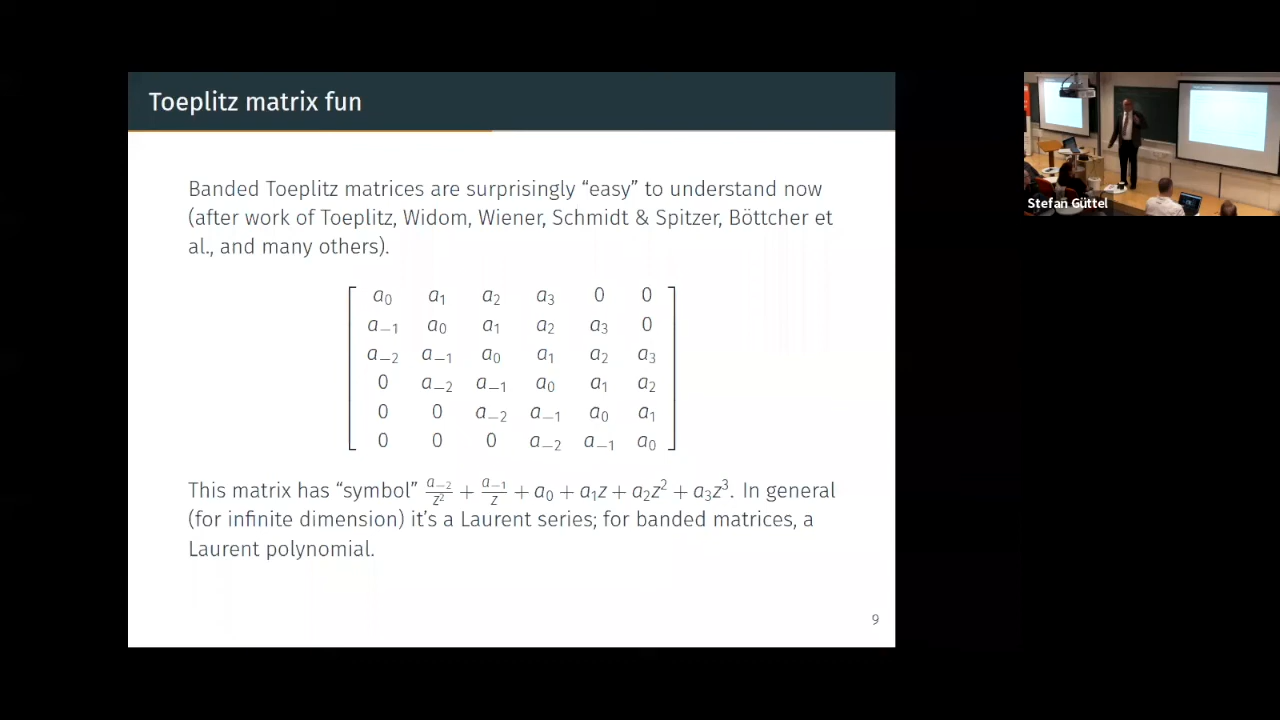 Toeplitz matrix fun
Banded Toeplitz matrices are surprisingly “easy” to understand now
(after work of Toeplitz, Widom, Wiener, Schmidt & Spitzer, Böttcher et
al., and many others).
a₀ a₁ a₂ a₃ 0 0
a₋₁ a₀ a₁ a₂ a₃ 0
a₋₂ a₋₁ a₀ a₁ a₂ a₃
0 a₋₂ a₋₁ a₀ a₁ a₂
0 0 a₋₂ a₋₁ a₀ a₁
0 0 0 a₋₂ a₋₁ a₀
This matrix has “symbol” a₋₂/z² + a₋₁/z + a₀ + a₁z + a₂z² + a₃z³. In general
(for infinite dimension) it’s a Laurent series; for banded matrices, a
Laurent polynomial.
9
Stefan Güttel